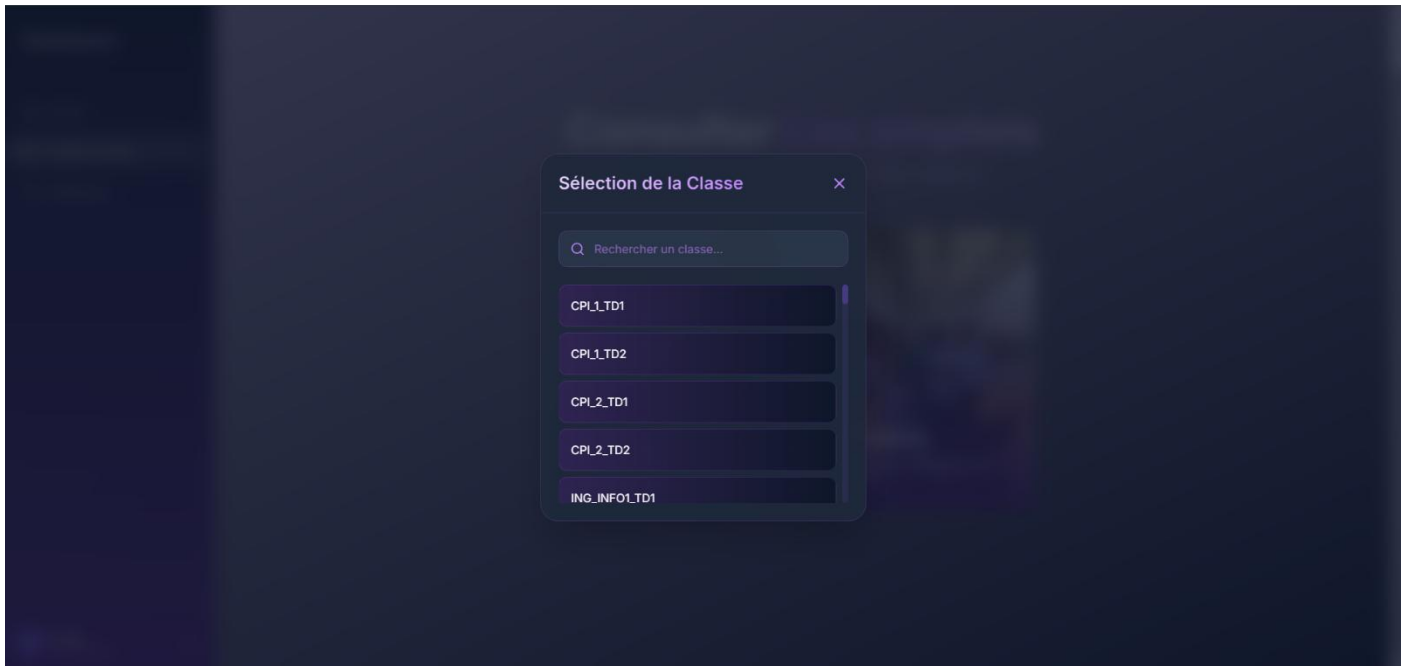 Sélection de la Classe
Rechercher un classe...
CPI_1_TD1
CPI_1_TD2
CPI_2_TD1
CPI_2_TD2
ING_INFO1_TD1